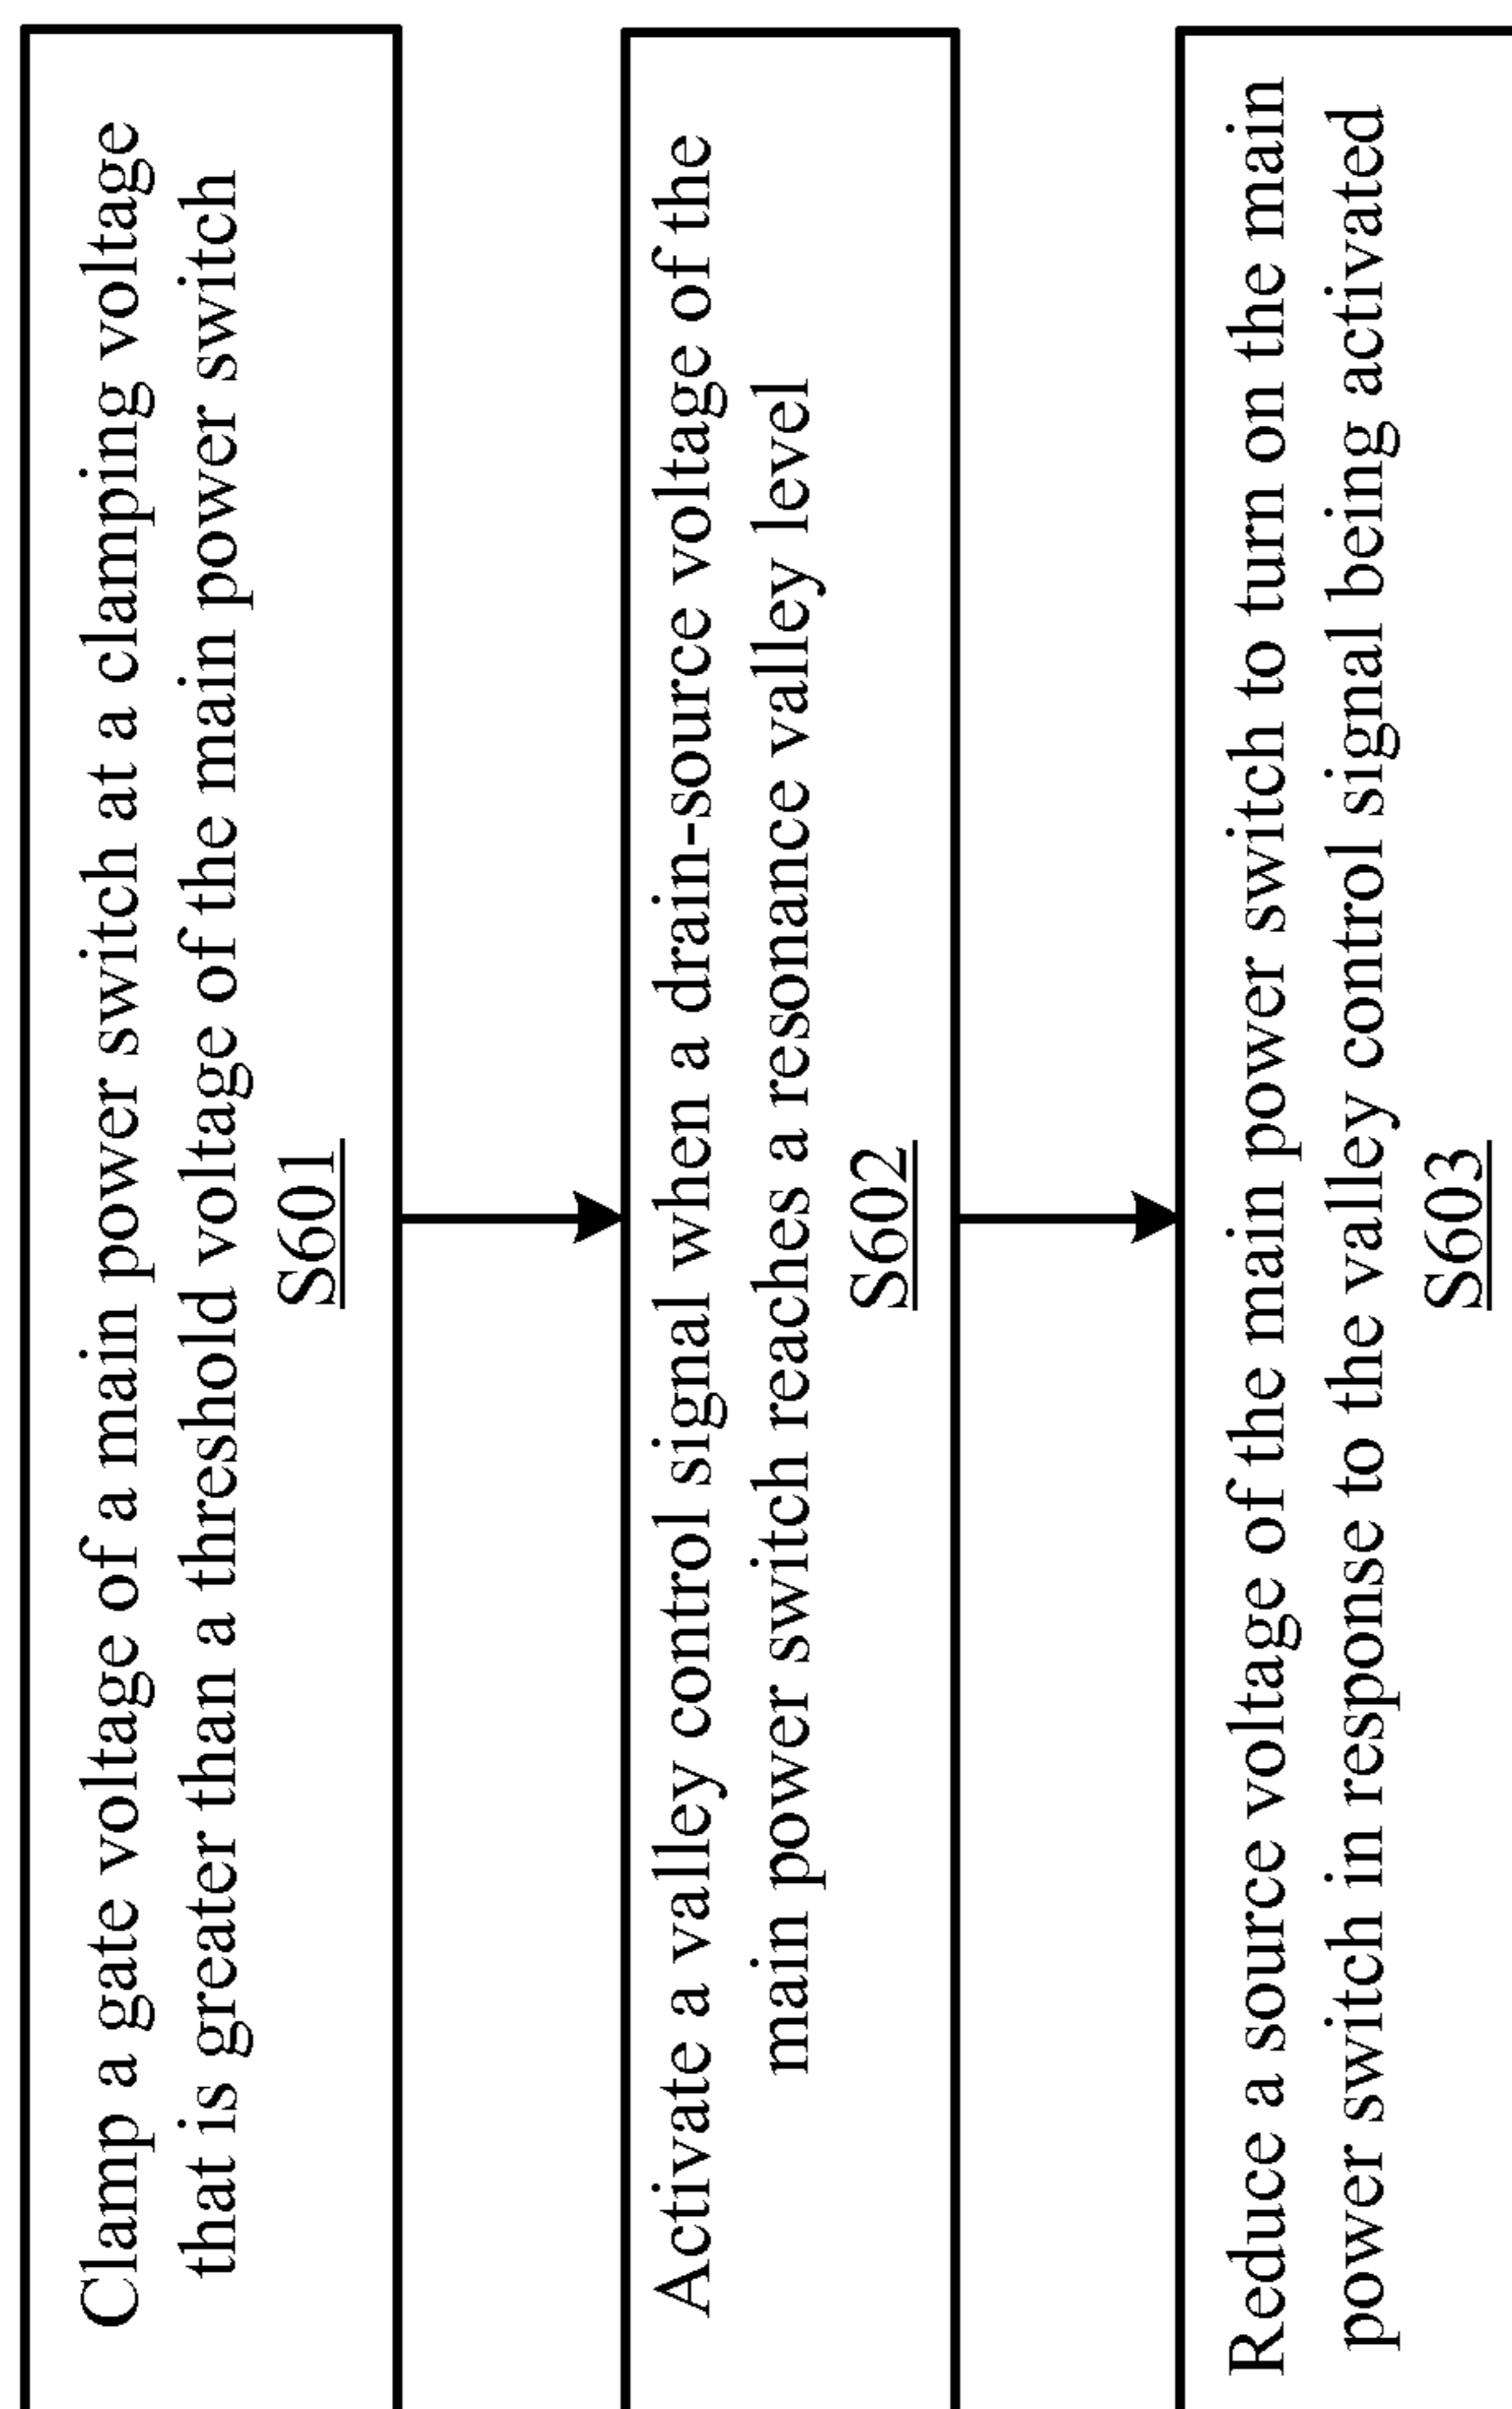 Clamp a gate voltage of a main power switch at a clamping voltage
that is greater than a threshold voltage of the main power switch
S601
Activate a valley control signal when a drain-source voltage of the
main power switch reaches a resonance valley level
S602
Reduce a source voltage of the main power switch to turn on the main
power switch in response to the valley control signal being activated
S603